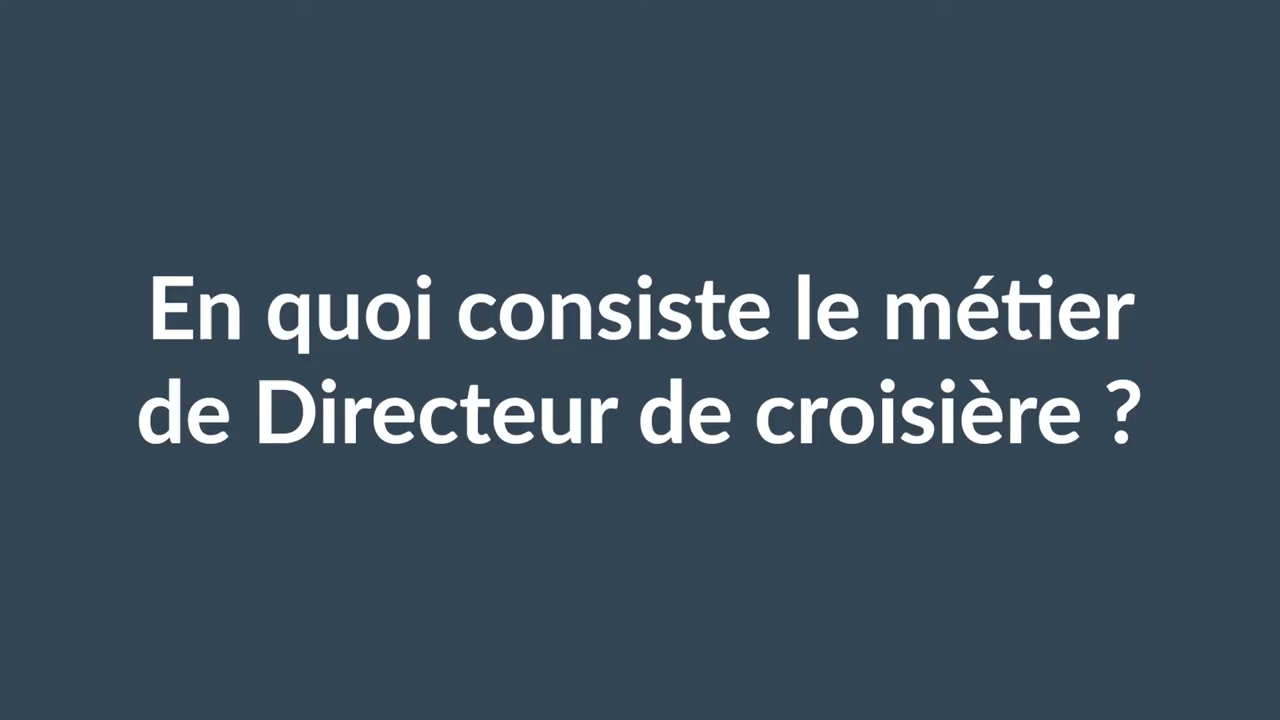 En quoi consiste le métier
de Directeur de croisière ?